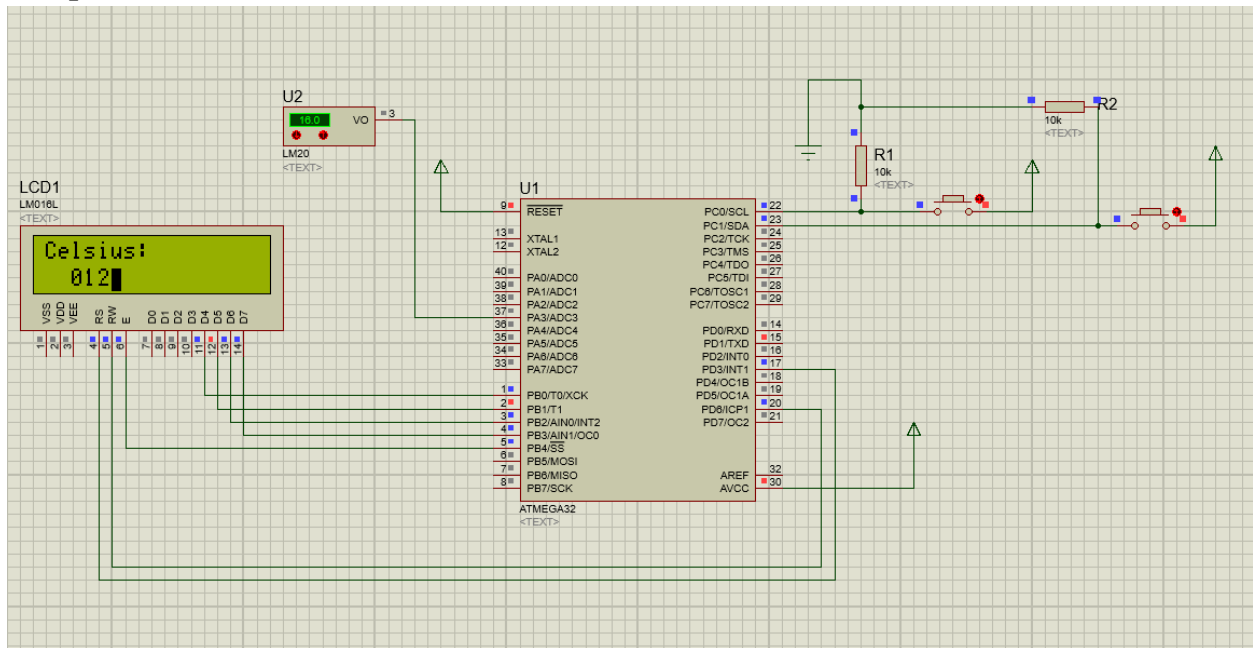 U2
16.0
VO
3
LM20
<TEXT>
LCD1
LM016L
<TEXT>
Celsius:
012
VSS
VDD
VEE
RS
RW
E
D0
D1
D2
D3
D4
D5
D6
D7
1
2
3
4
5
6
7
8
9
10
11
12
13
14
U1
9 RESET
13 XTAL1
12 XTAL2
40 PA0/ADC0
39 PA1/ADC1
38 PA2/ADC2
37 PA3/ADC3
36 PA4/ADC4
35 PA5/ADC5
34 PA6/ADC6
33 PA7/ADC7
1 PB0/T0/XCK
2 PB1/T1
3 PB2/AIN0/INT2
4 PB3/AIN1/OC0
5 PB4/SS
6 PB5/MOSI
7 PB6/MISO
8 PB7/SCK
PC0/SCL 22
PC1/SDA 23
PC2/TCK 24
PC3/TMS 25
PC4/TDO 26
PC5/TDI 27
PC6/TOSC1 28
PC7/TOSC2 29
PD0/RXD 14
PD1/TXD 15
PD2/INT0 16
PD3/INT1 17
PD4/OC1B 18
PD5/OC1A 19
PD6/ICP1 20
PD7/OC2 21
AREF 32
AVCC 30
ATMEGA32
<TEXT>
R1
10k
<TEXT>
R2
10k
<TEXT>